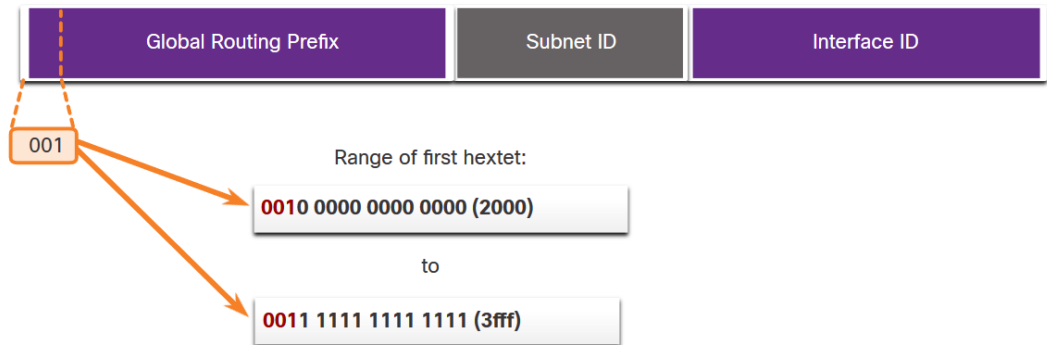 Global Routing Prefix Subnet ID Interface ID
001
Range of first hextet:
0010 0000 0000 0000 (2000)
to
0011 1111 1111 1111 (3fff)